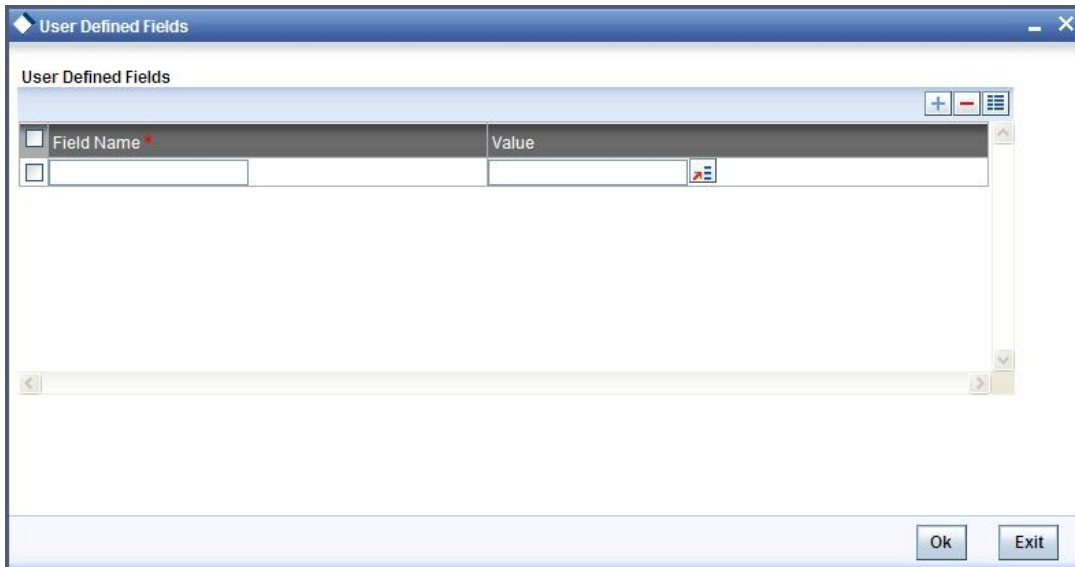 User Defined Fields
User Defined Fields
Field Name * Value
Ok Exit